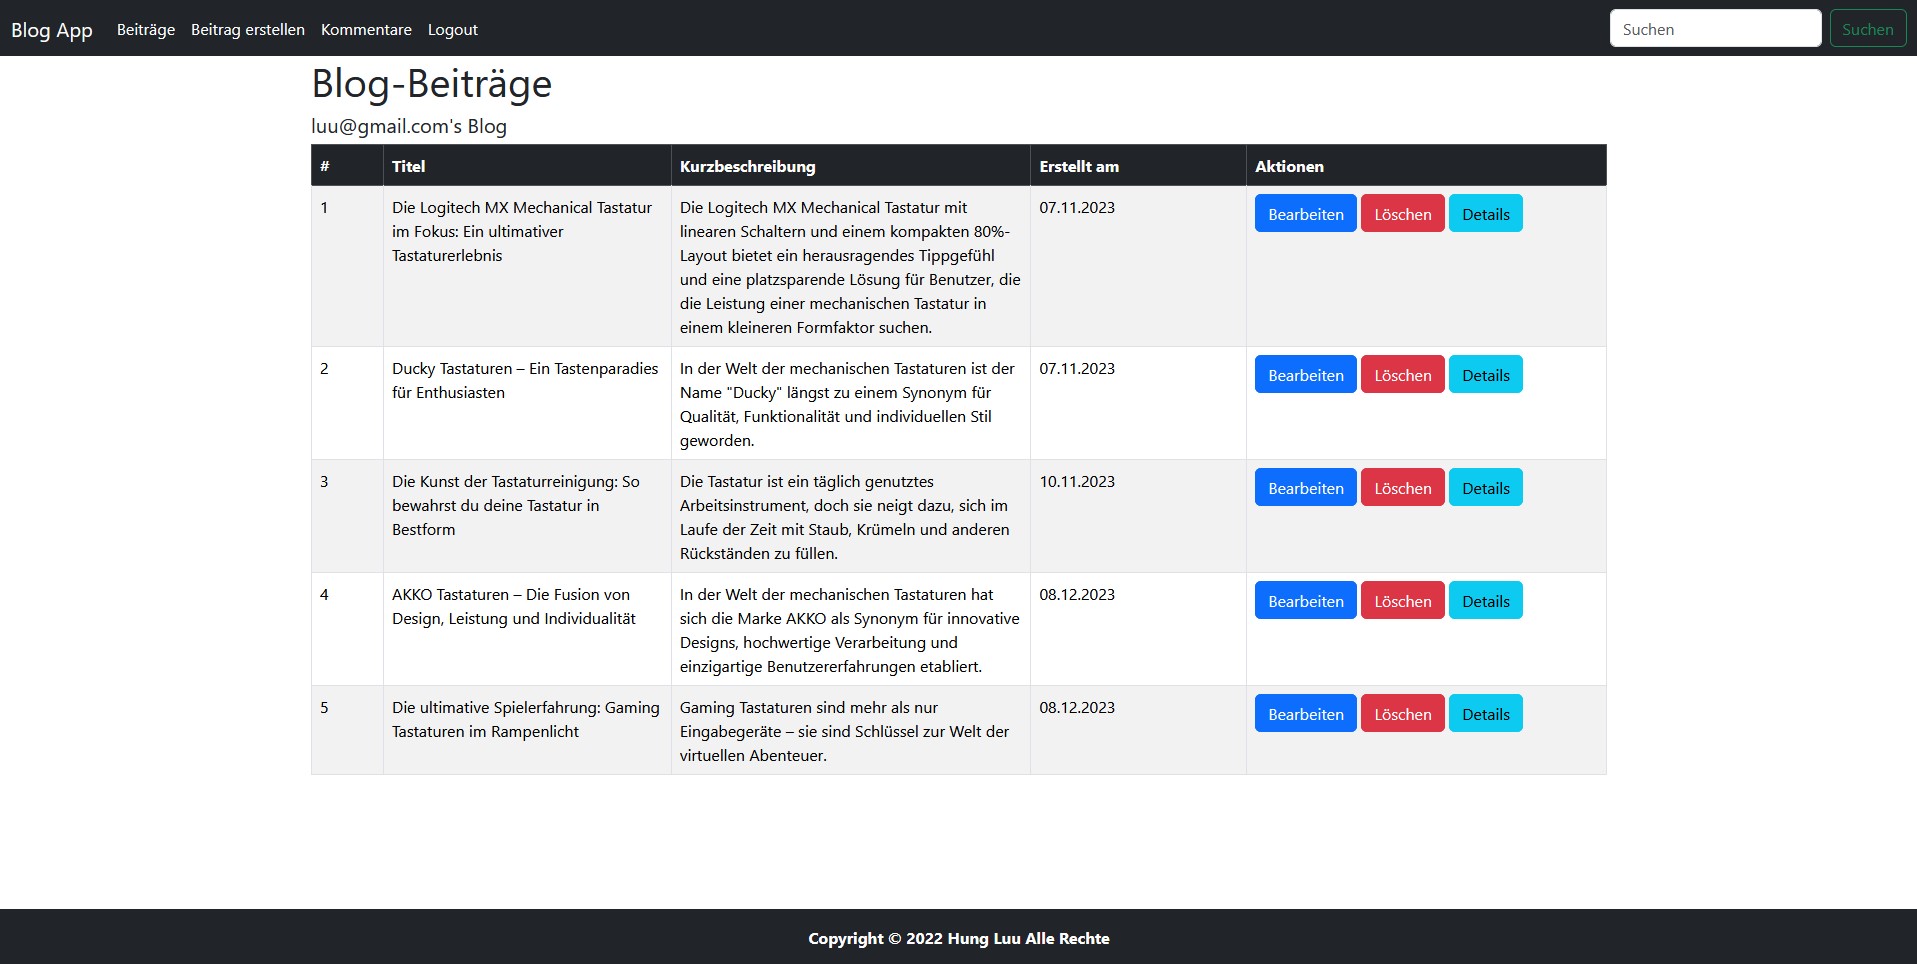 Blog App Beiträge Beitrag erstellen Kommentare Logout Suchen Suchen
Blog-Beiträge
luu@gmail.com's Blog
# Titel Kurzbeschreibung Erstellt am Aktionen
1
Die Logitech MX Mechanical Tastatur
im Fokus: Ein ultimativer
Tastaturerlebnis
Die Logitech MX Mechanical Tastatur mit
linearen Schaltern und einem kompakten 80%-
Layout bietet ein herausragendes Tippgefühl
und eine platzsparende Lösung für Benutzer, die
die Leistung einer mechanischen Tastatur in
einem kleineren Formfaktor suchen.
07.11.2023
Bearbeiten Löschen Details
2
Ducky Tastaturen – Ein Tastenparadies
für Enthusiasten
In der Welt der mechanischen Tastaturen ist der
Name "Ducky" längst zu einem Synonym für
Qualität, Funktionalität und individuellen Stil
geworden.
07.11.2023
Bearbeiten Löschen Details
3
Die Kunst der Tastaturreinigung: So
bewahrst du deine Tastatur in
Bestform
Die Tastatur ist ein täglich genutztes
Arbeitsinstrument, doch sie neigt dazu, sich im
Laufe der Zeit mit Staub, Krümeln und anderen
Rückständen zu füllen.
10.11.2023
Bearbeiten Löschen Details
4
AKKO Tastaturen – Die Fusion von
Design, Leistung und Individualität
In der Welt der mechanischen Tastaturen hat
sich die Marke AKKO als Synonym für innovative
Designs, hochwertige Verarbeitung und
einzigartige Benutzererfahrungen etabliert.
08.12.2023
Bearbeiten Löschen Details
5
Die ultimative Spielerfahrung: Gaming
Tastaturen im Rampenlicht
Gaming Tastaturen sind mehr als nur
Eingabegeräte – sie sind Schlüssel zur Welt der
virtuellen Abenteuer.
08.12.2023
Bearbeiten Löschen Details
Copyright © 2022 Hung Luu Alle Rechte